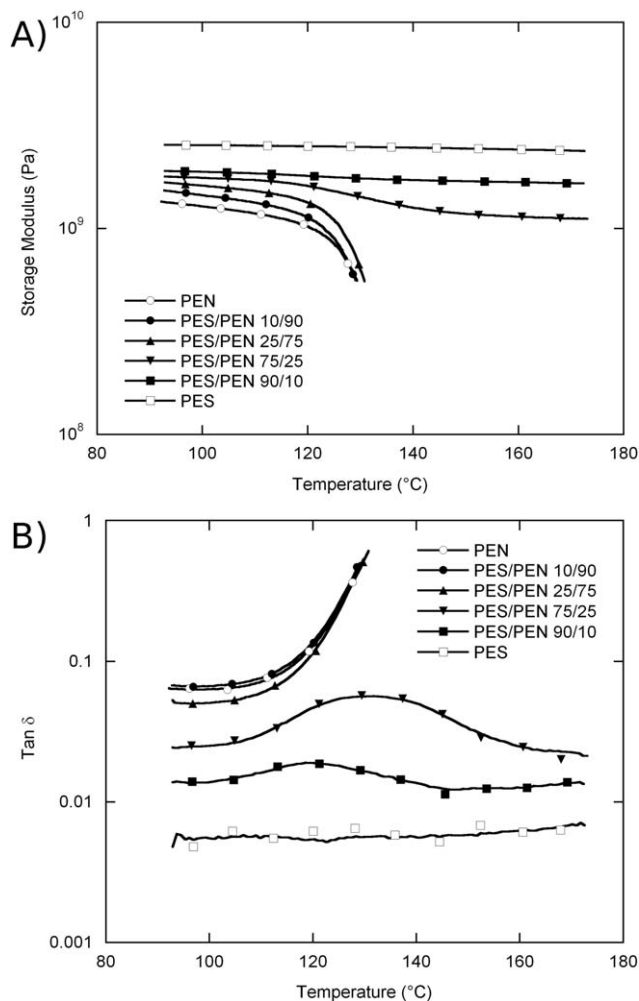 A)
10^10
10^9
10^8
Storage Modulus (Pa)
PEN
PES/PEN 10/90
PES/PEN 25/75
PES/PEN 75/25
PES/PEN 90/10
PES
80 100 120 140 160 180
Temperature (°C)
B)
1
0.1
0.01
0.001
Tan δ
PEN
PES/PEN 10/90
PES/PEN 25/75
PES/PEN 75/25
PES/PEN 90/10
PES
80 100 120 140 160 180
Temperature (°C)